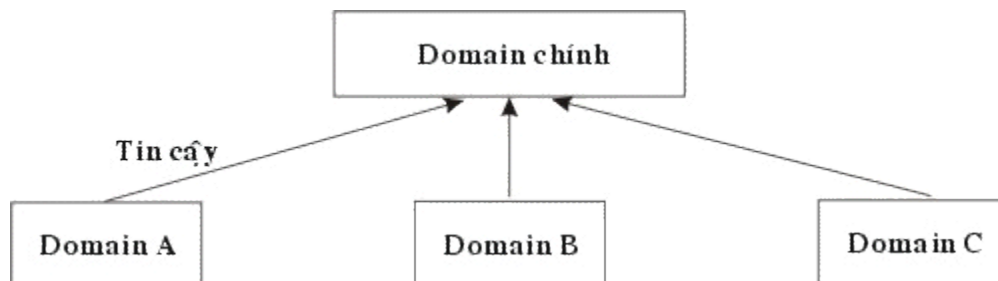 Domain chính
Tin cậy
Domain A
Domain B
Domain C